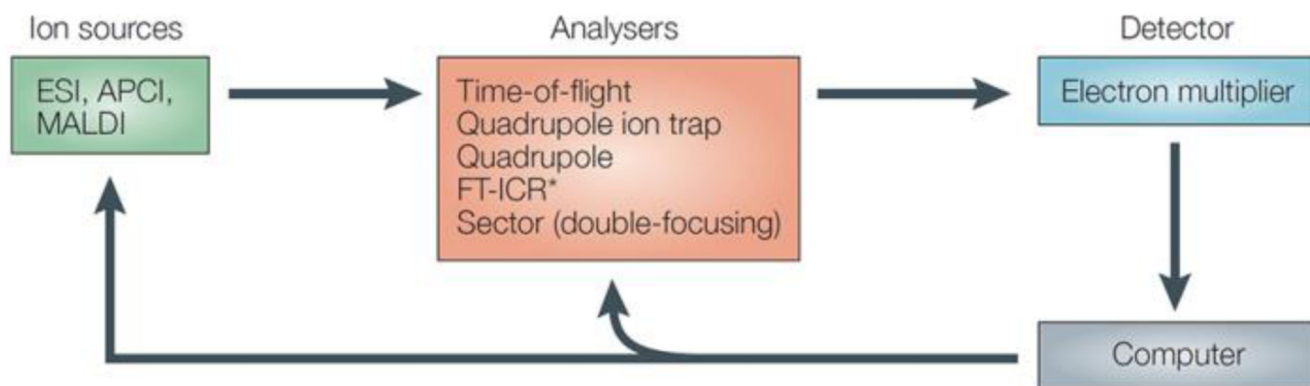 Ion sources
ESI, APCI,
MALDI
Analysers
Time-of-flight
Quadrupole ion trap
Quadrupole
FT-ICR*
Sector (double-focusing)
Detector
Electron multiplier
Computer